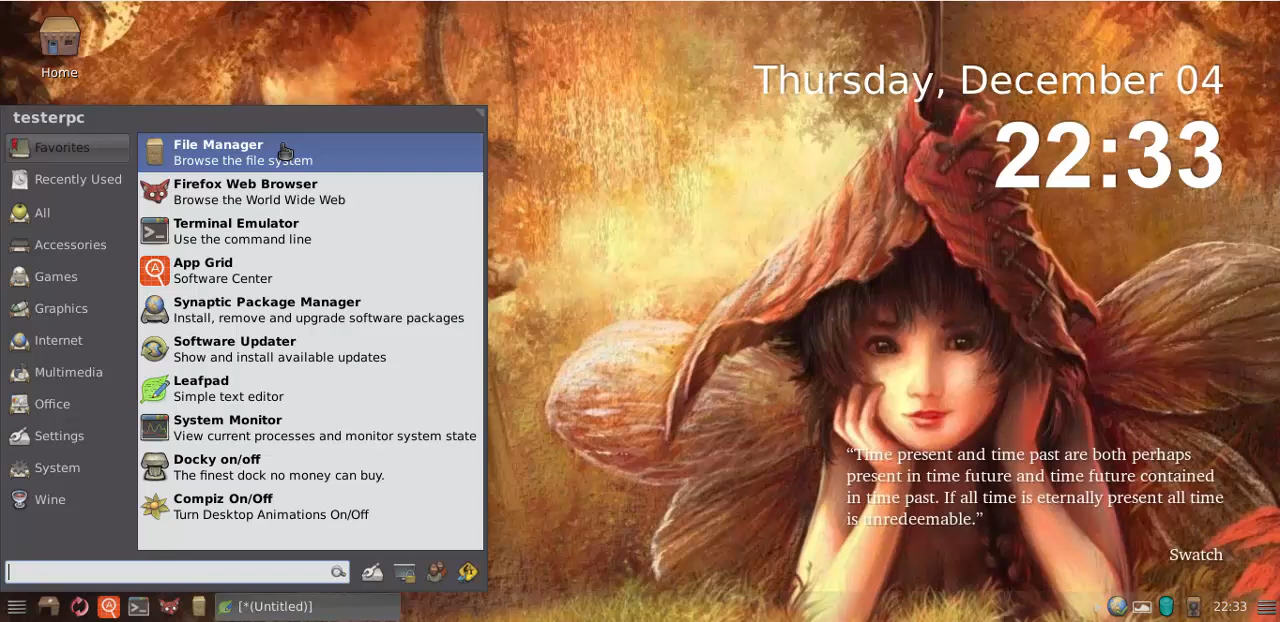 Home
Thursday, December 04
22:33
testerpc
Favorites
Recently Used
All
Accessories
Games
Graphics
Internet
Multimedia
Office
Settings
System
Wine
File Manager
Browse the file system
Firefox Web Browser
Browse the World Wide Web
Terminal Emulator
Use the command line
App Grid
Software Center
Synaptic Package Manager
Install, remove and upgrade software packages
Software Updater
Show and install available updates
Leafpad
Simple text editor
System Monitor
View current processes and monitor system state
Docky on/off
The finest dock no money can buy.
Compiz On/Off
Turn Desktop Animations On/Off
“Time present and time past are both perhaps
present in time future and time future contained
in time past. If all time is eternally present all time
is unredeemable.”
Swatch
[*(Untitled)]
22:33